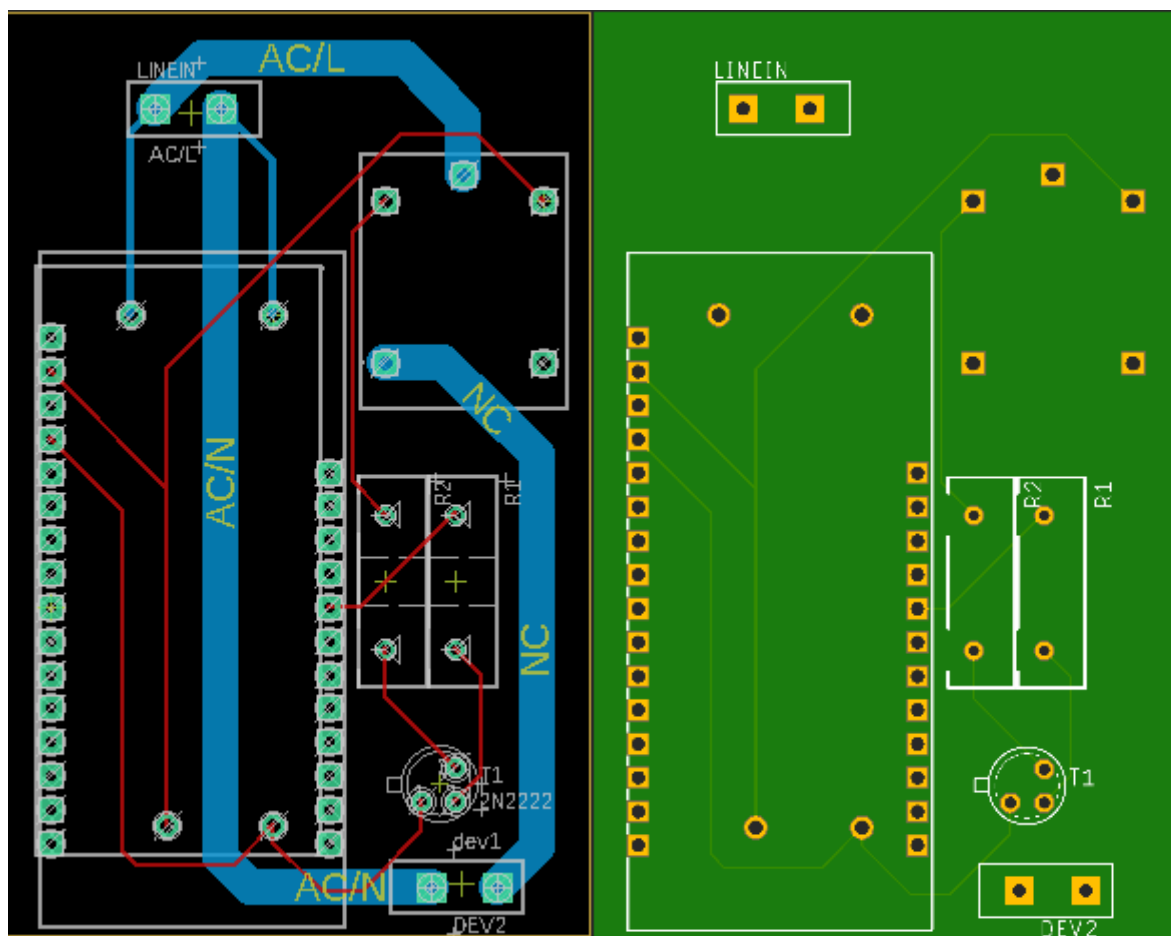 AC/L
LINEIN
AC/L
NC
AC/N
R2
R1
NC
T1
2N2222
dev1
AC/N
DEV2
LINEIN
R2
R1
T1
DEV2